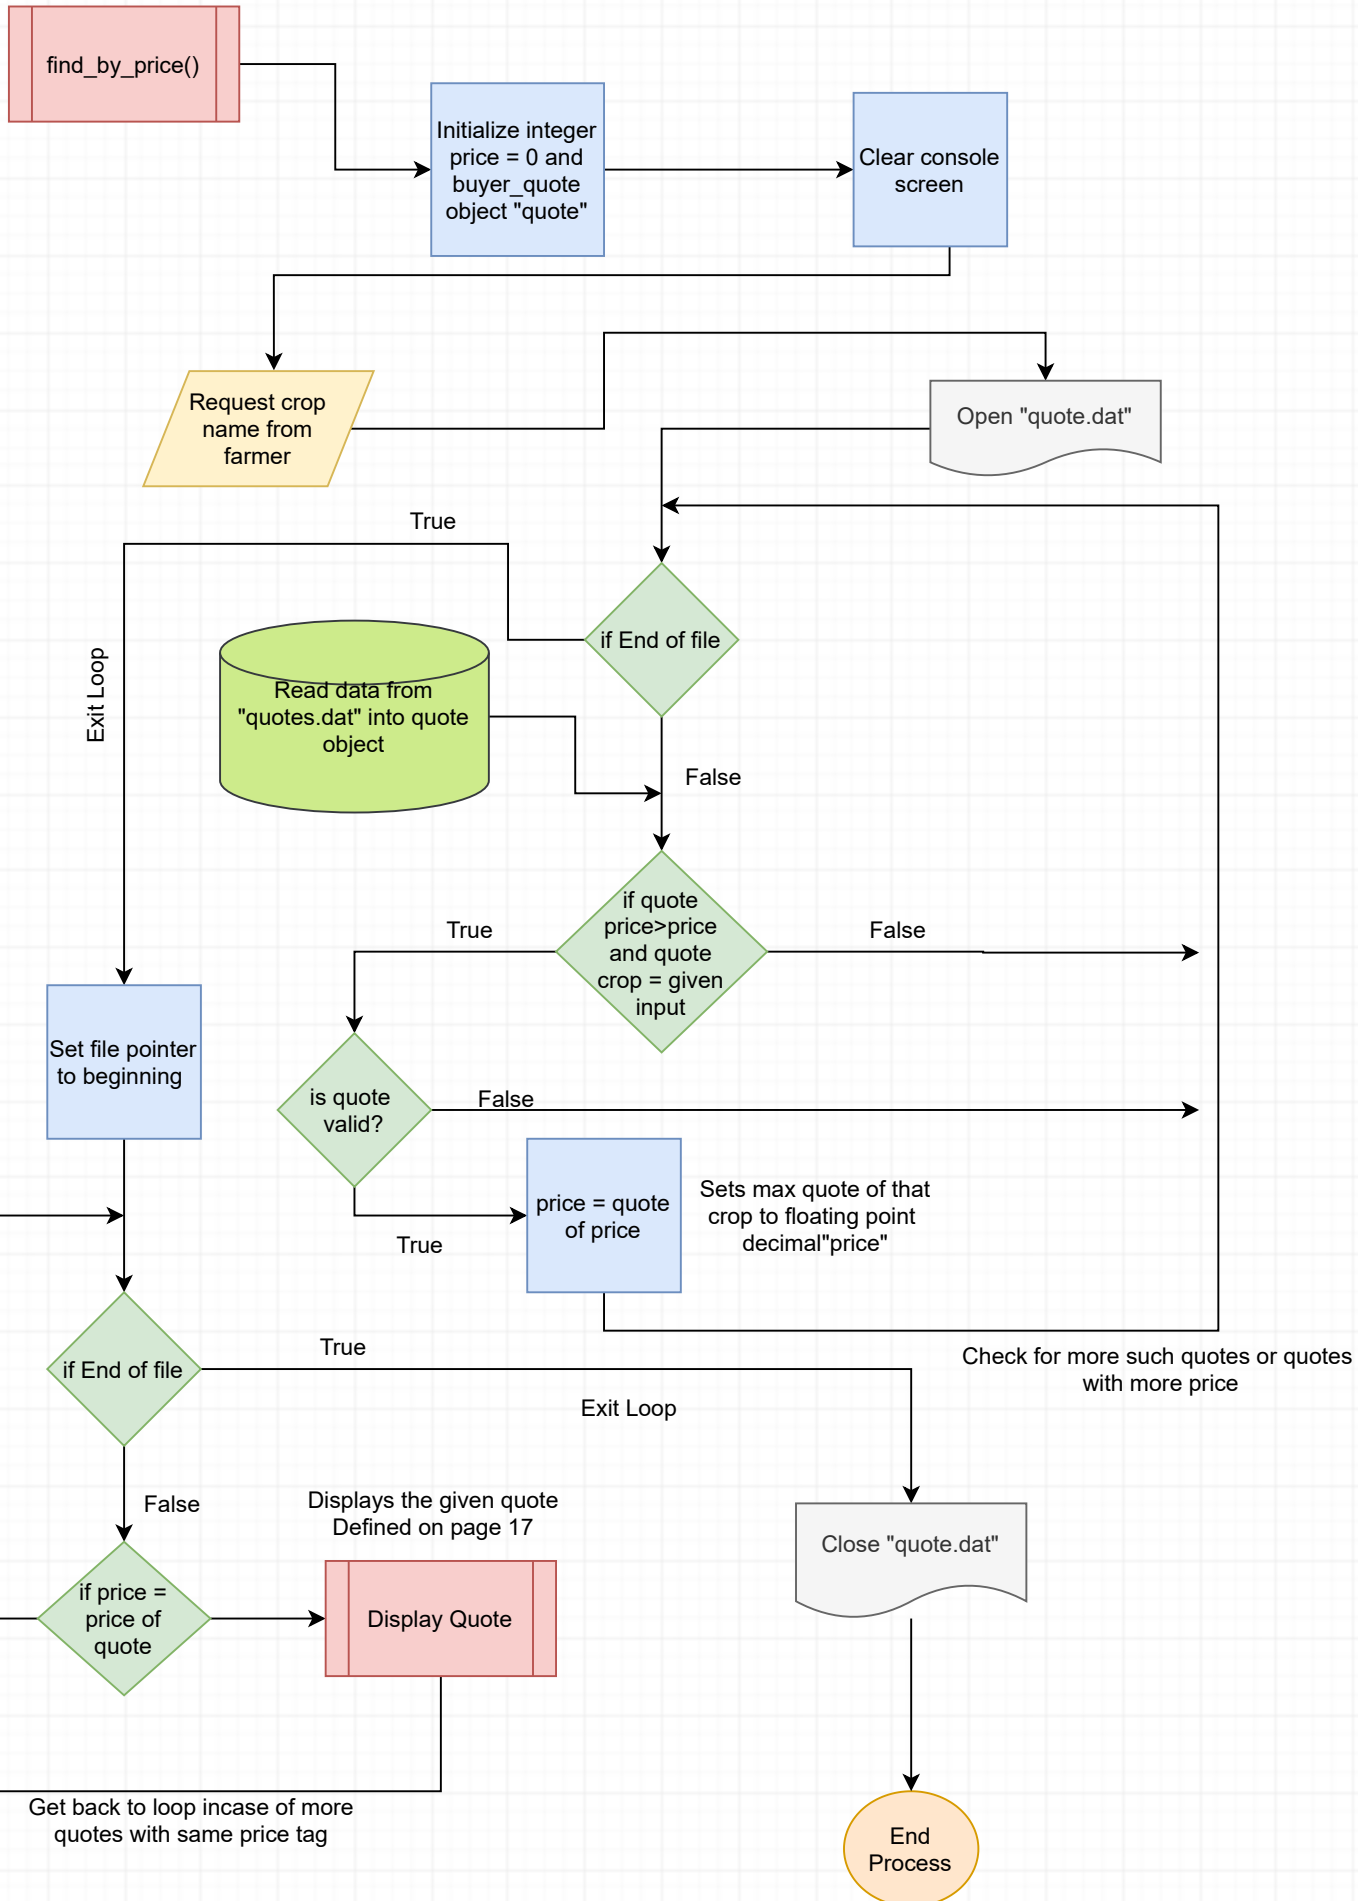 find_by_price()
Initialize integer
price = 0 and
buyer_quote
object "quote"
Clear console
screen
Request crop
name from
farmer
Open "quote.dat"
True
if End of file
Exit Loop
Read data from
"quotes.dat" into quote
object
False
if quote
price>price
and quote
crop = given
input
True
False
Set file pointer
to beginning
is quote
valid?
False
price = quote
of price
Sets max quote of that
crop to floating point
decimal"price"
True
if End of file
True
Check for more such quotes or quotes
with more price
Exit Loop
False
Displays the given quote
Defined on page 17
Close "quote.dat"
if price =
price of
quote
Display Quote
Get back to loop incase of more
quotes with same price tag
End
Process